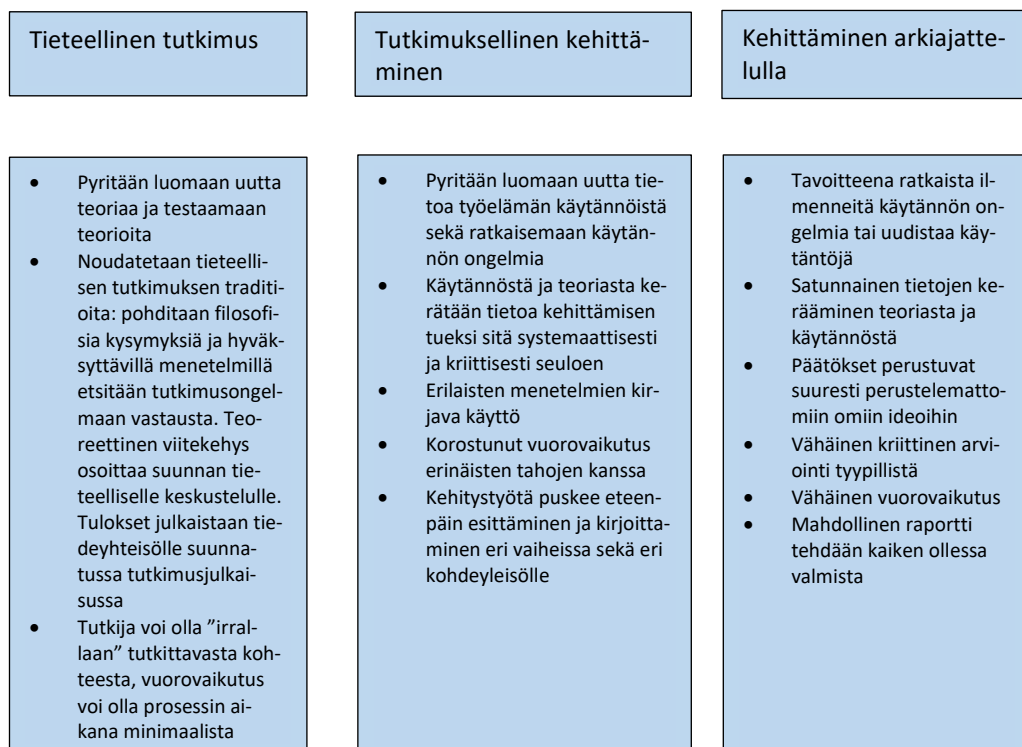 Tieteellinen tutkimus
Tutkimuksellinen kehittä-
minen
Kehittäminen arkiajatte-
lulla
• Pyritään luomaan uutta
teoriaa ja testaamaan
teorioita
• Noudatetaan tieteelli-
sen tutkimuksen traditi-
oita: pohditaan filosofi-
sia kysymyksiä ja hyväk-
syttävillä menetelmillä
etsitään tutkimusongel-
maan vastausta. Teo-
reettinen viitekehys
osoittaa suunnan tie-
teelliselle keskustelulle.
Tulokset julkaistaan tie-
deyhteisölle suunna-
tussa tutkimusjulkai-
sussa
• Tutkija voi olla ”irral-
laan” tutkittavasta koh-
teesta, vuorovaikutus
voi olla prosessin ai-
kana minimaalista
• Pyritään luomaan uutta tie-
toa työelämän käytännöistä
sekä ratkaisemaan käytän-
nön ongelmia
• Käytännöstä ja teoriasta ke-
rätään tietoa kehittämisen
tueksi sitä systemaattisesti
ja kriittisesti seuloen
• Erilaisten menetelmien kir-
java käyttö
• Korostunut vuorovaikutus
erinäisten tahojen kanssa
• Kehitystyötä puskee eteen-
päin esittäminen ja kirjoitta-
minen eri vaiheissa sekä eri
kohdeyleisölle
• Tavoitteena ratkaista il-
menneitä käytännön on-
gelmia tai uudistaa käy-
täntöjä
• Satunnainen tietojen ke-
rääminen teoriasta ja
käytännöstä
• Päätökset perustuvat
suuresti perustelematto-
miin omiin ideoihin
• Vähäinen kriittinen arvi-
ointi tyypillistä
• Vähäinen vuorovaikutus
• Mahdollinen raportti
tehdään kaiken ollessa
valmista